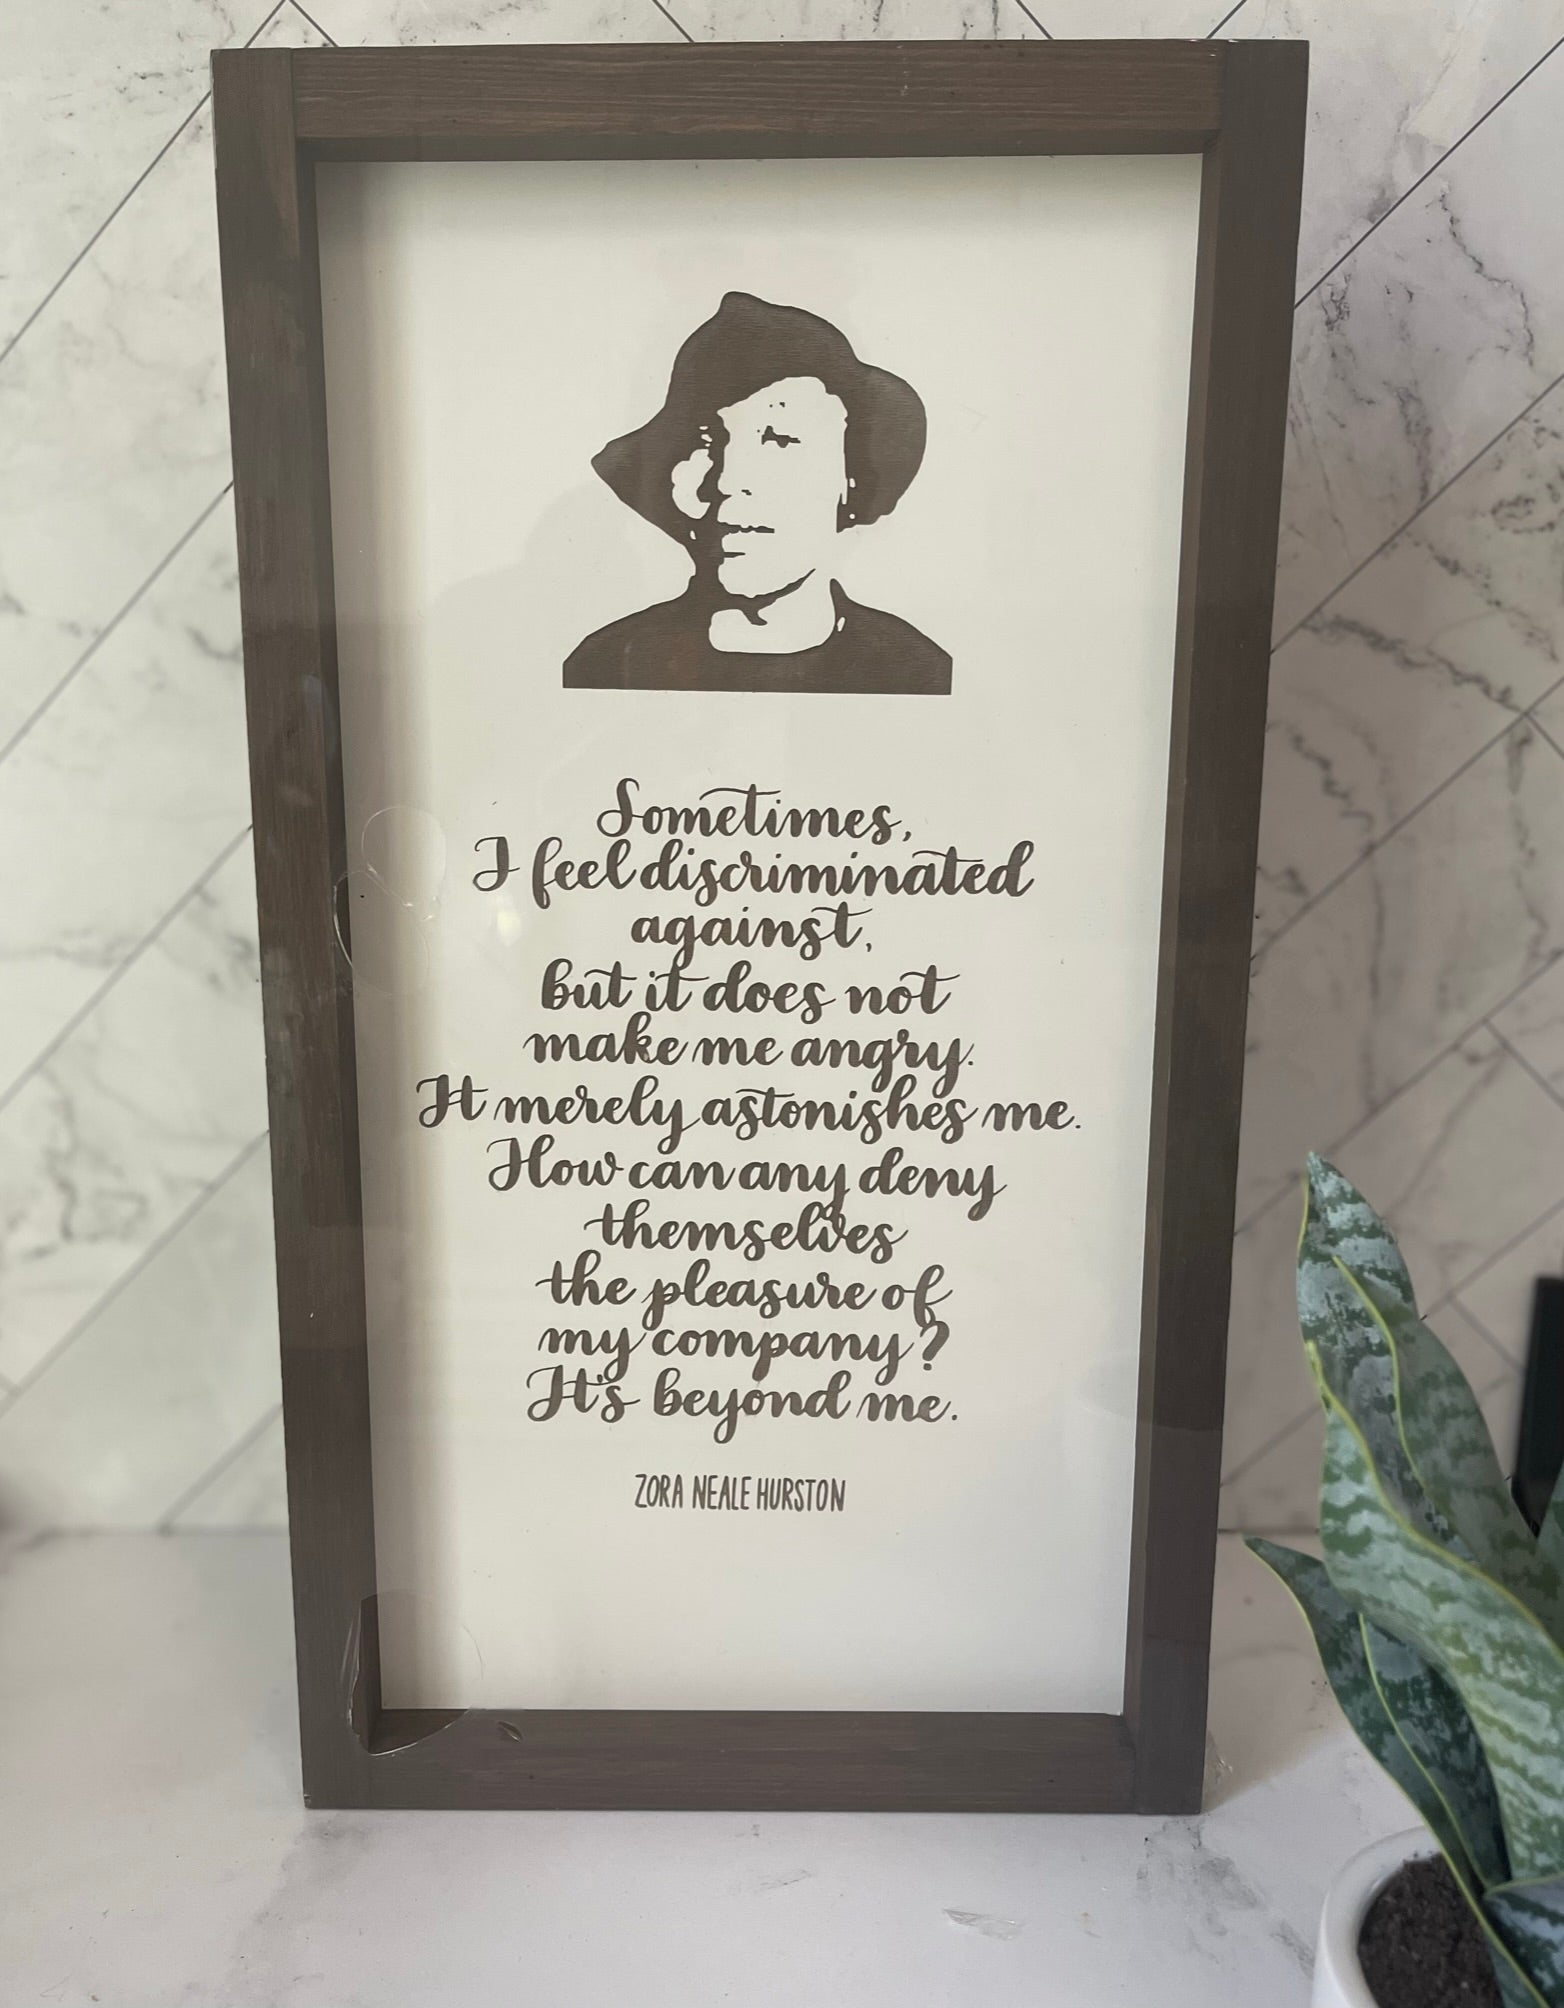 Sometimes,
I feel discriminated
against,
but it does not
make me angry.
It merely astonishes me.
How can any deny
themselves
the pleasure of
my company?
It's beyond me.
ZORA NEALE HURSTON